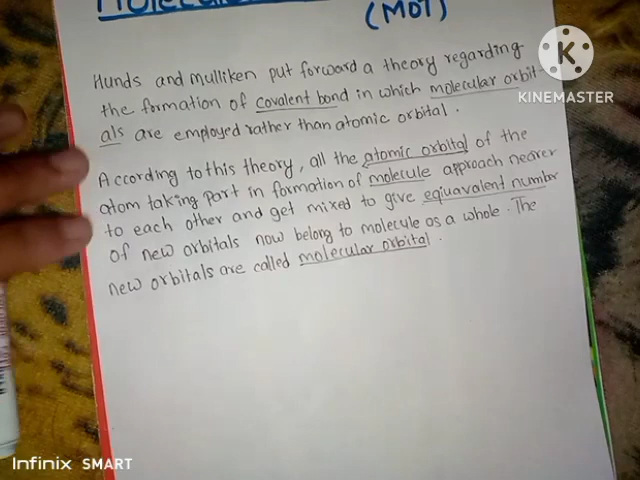 Molecula
(MOT)
Hunds and mulliken put forward a theory regarding
the formation of covalent bond in which molecular orbit-
als are employed rather than atomic orbital.
According to this theory, all the atomic orbital of the
atom taking part in formation of molecule approach nearer
to each other and get mixed to give equiavalent number
of new orbitals now belong to molecule as a whole. The
new orbitals are called molecular orbital.
K
KINEMASTER
Infinix SMART